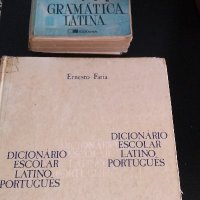 GRAMÁTICA
LATINA
Ernesto Faria
DICIONÁRIO
ESCOLAR
LATINO
PORTUGUÊS
DICIONÁRIO
ESCOLAR
LATINO
PORTUGUÊS